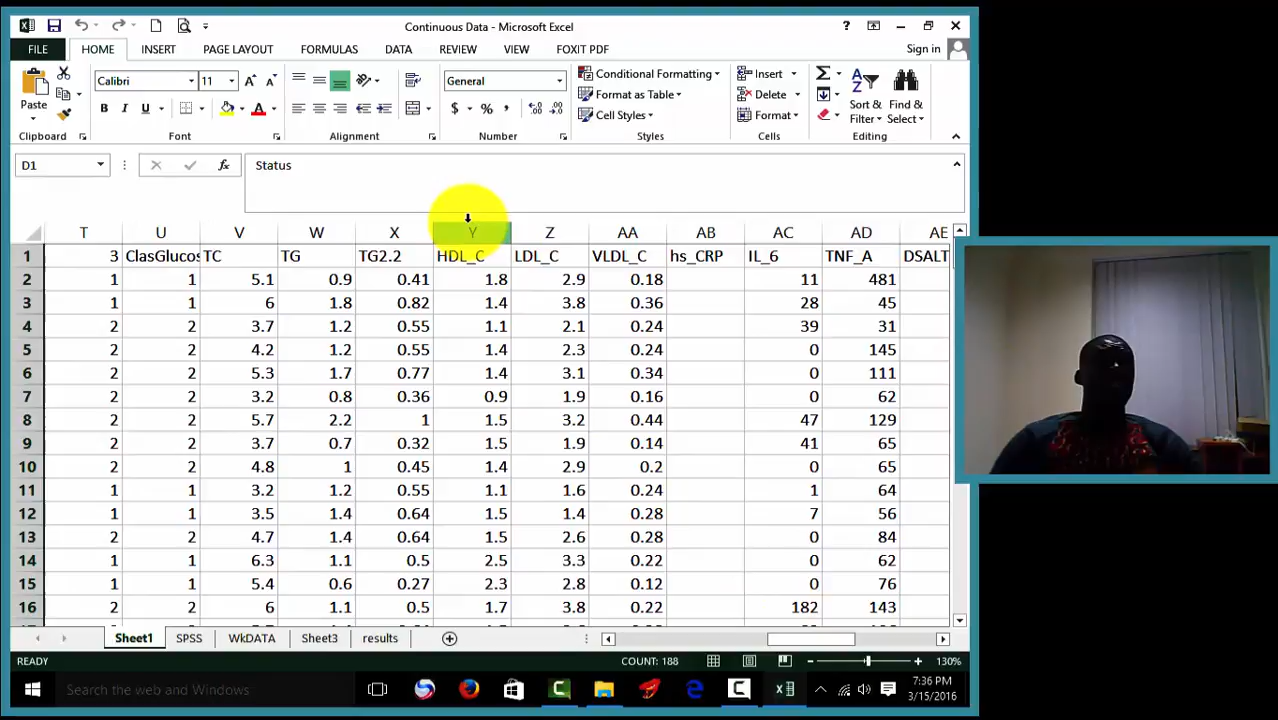 Continuous Data - Microsoft Excel
?
FILE HOME INSERT PAGE LAYOUT FORMULAS DATA REVIEW VIEW FOXIT PDF Sign in
Paste
Calibri 11
B I U A
General
$ % ,
Conditional Formatting
Format as Table
Cell Styles
Insert
Delete
Format
Sort & Filter
Find & Select
Clipboard Font Alignment Number Styles Cells Editing
D1 fx Status
T U V W X Y Z AA AB AC AD AE
1 3 ClasGlucos TC TG TG2.2 HDL_C LDL_C VLDL_C hs_CRP IL_6 TNF_A DSALT
2 1 1 5.1 0.9 0.41 1.8 2.9 0.18 11 481
3 1 1 6 1.8 0.82 1.4 3.8 0.36 28 45
4 2 2 3.7 1.2 0.55 1.1 2.1 0.24 39 31
5 2 2 4.2 1.2 0.55 1.4 2.3 0.24 0 145
6 2 2 5.3 1.7 0.77 1.4 3.1 0.34 0 111
7 2 2 3.2 0.8 0.36 0.9 1.9 0.16 0 62
8 2 2 5.7 2.2 1 1.5 3.2 0.44 47 129
9 2 2 3.7 0.7 0.32 1.5 1.9 0.14 41 65
10 2 2 4.8 1 0.45 1.4 2.9 0.2 0 65
11 1 1 3.2 1.2 0.55 1.1 1.6 0.24 1 64
12 1 1 3.5 1.4 0.64 1.5 1.4 0.28 7 56
13 2 2 4.7 1.4 0.64 1.5 2.6 0.28 0 84
14 1 1 6.3 1.1 0.5 2.5 3.3 0.22 0 62
15 1 1 5.4 0.6 0.27 2.3 2.8 0.12 0 76
16 2 2 6 1.1 0.5 1.7 3.8 0.22 182 143
Sheet1 SPSS WkDATA Sheet3 results
READY COUNT: 188 130%
Search the web and Windows
7:36 PM
3/15/2016